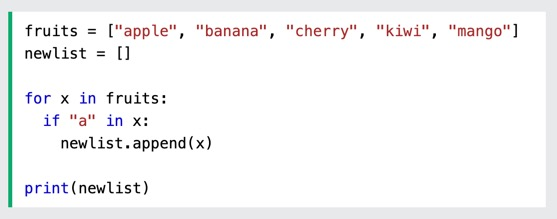 fruits = ["apple", "banana", "cherry", "kiwi", "mango"]
newlist = []

for x in fruits:
  if "a" in x:
    newlist.append(x)

print(newlist)